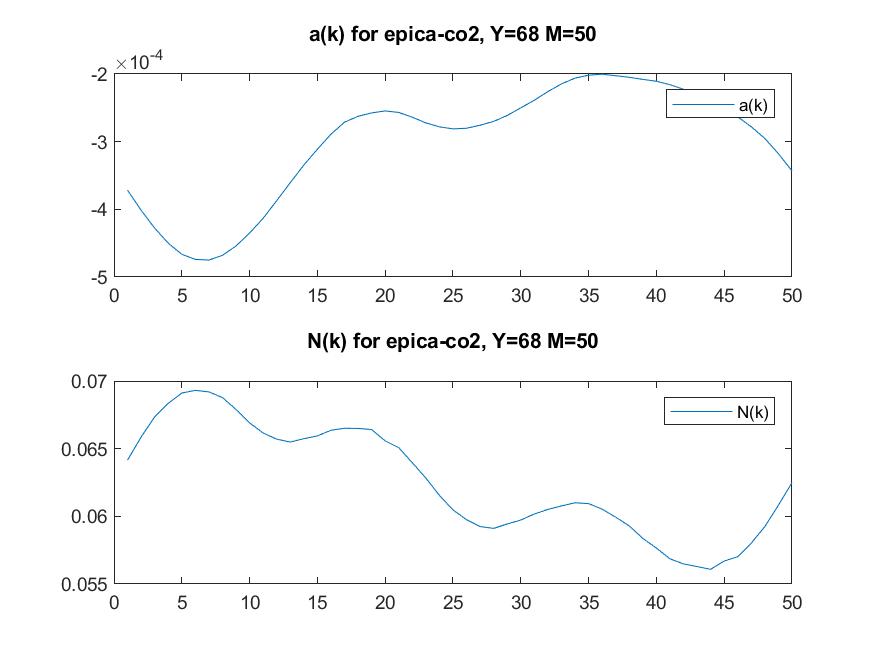 a(k) for epica-co2, Y=68 M=50
×10-4
-2
a(k)
-3
-4
-5
0 5 10 15 20 25 30 35 40 45 50
N(k) for epica-co2, Y=68 M=50
0.07
N(k)
0.065
0.06
0.055
0 5 10 15 20 25 30 35 40 45 50